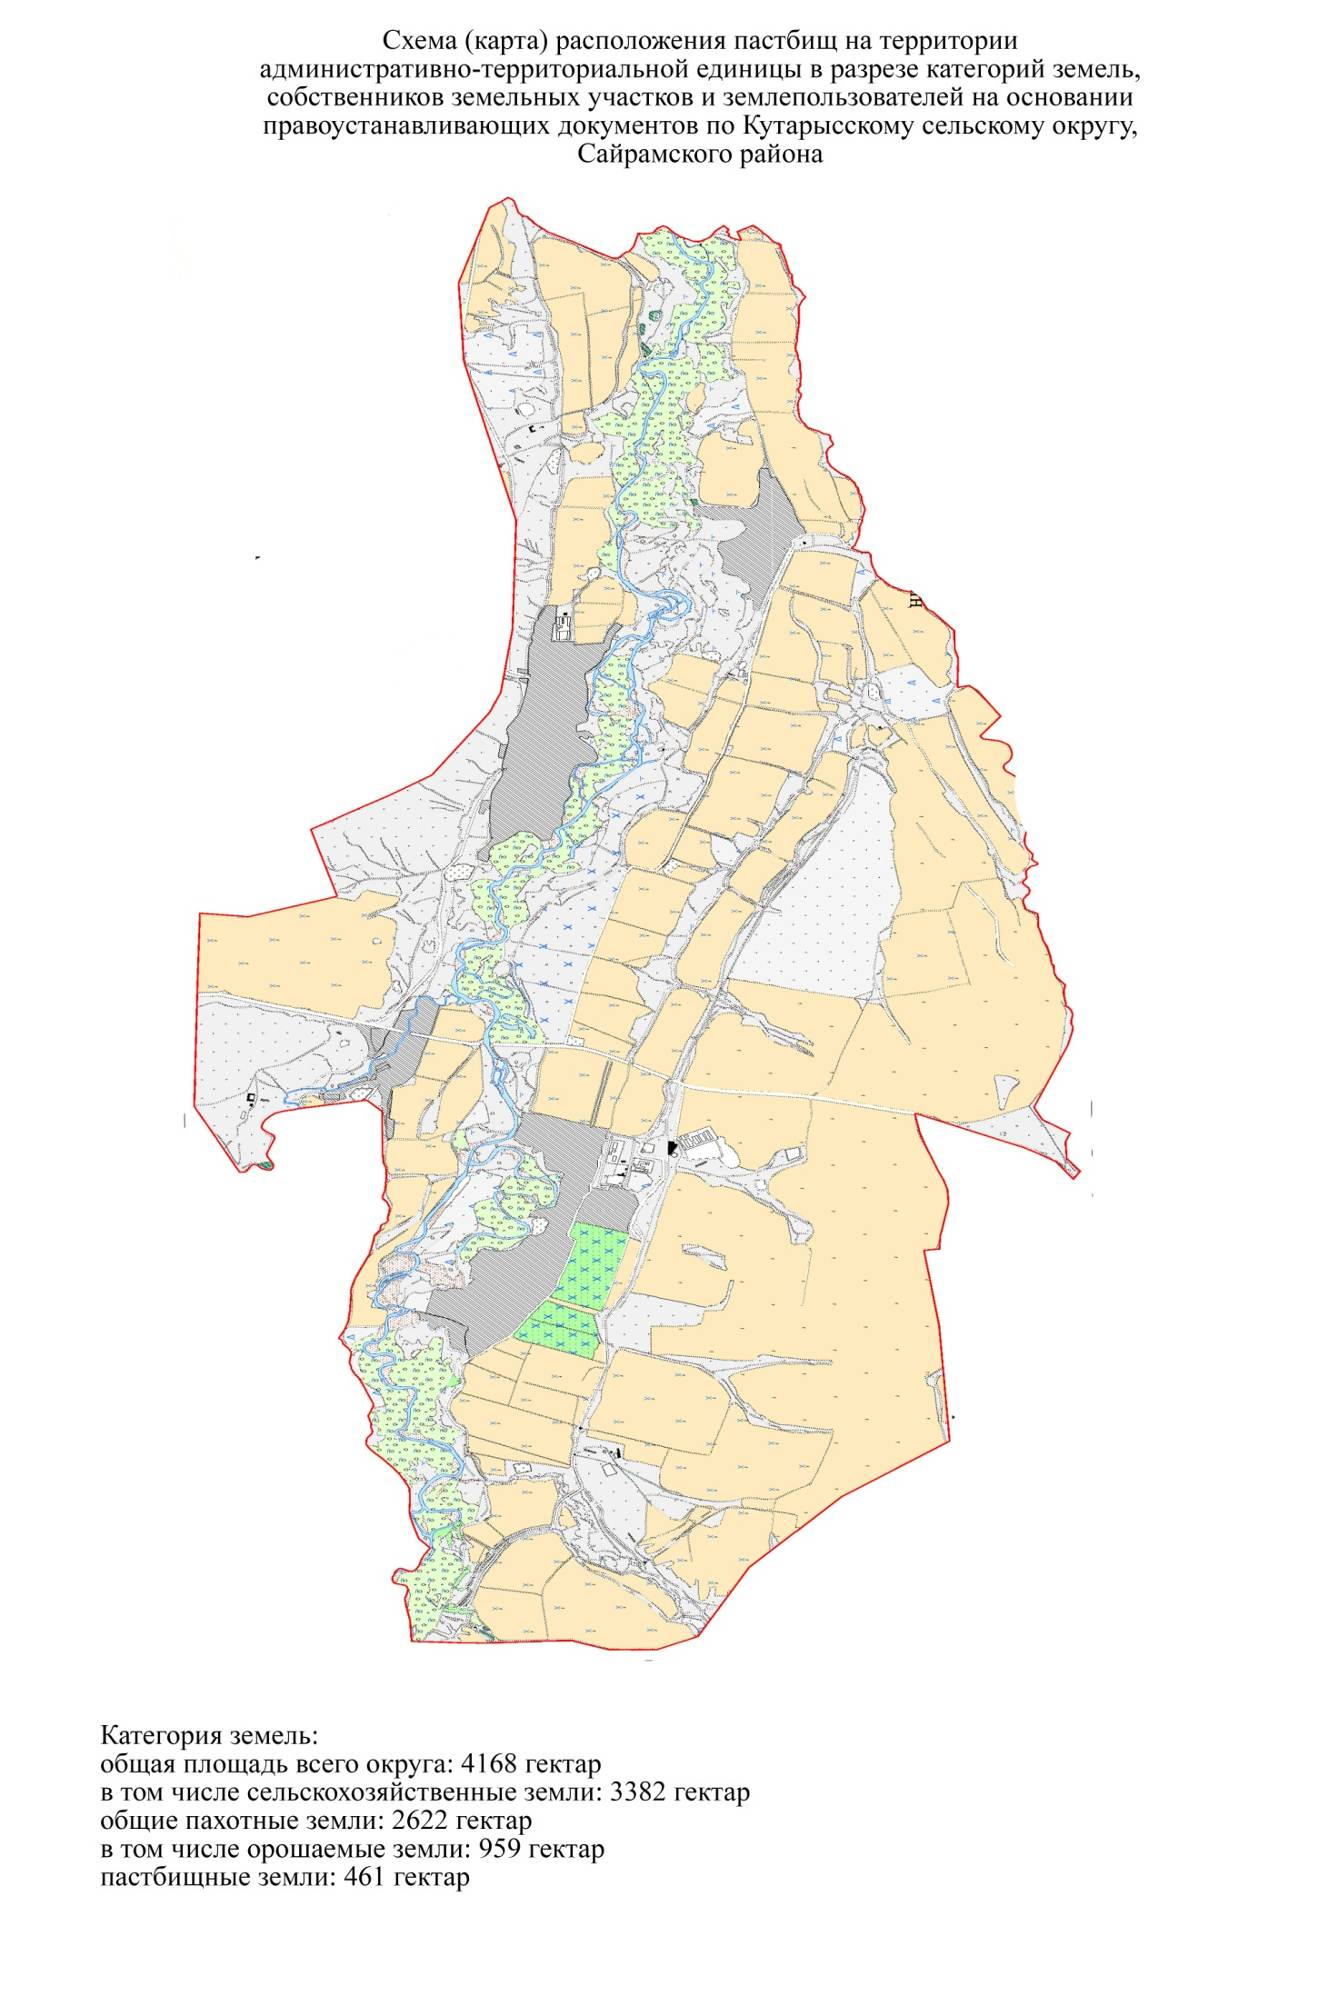 Схема (карта) расположения пастбищ на территории
административно-территориальной единицы в разрезе категорий земель,
собственников земельных участков и землепользователей на основании
правоустанавливающих документов по Кутарысскому сельскому округу,
Сайрамского района
Категория земель:
общая площадь всего округа: 4168 гектар
в том числе сельскохозяйственные земли: 3382 гектар
общие пахотные земли: 2622 гектар
в том числе орошаемые земли: 959 гектар
пастбищные земли: 461 гектар